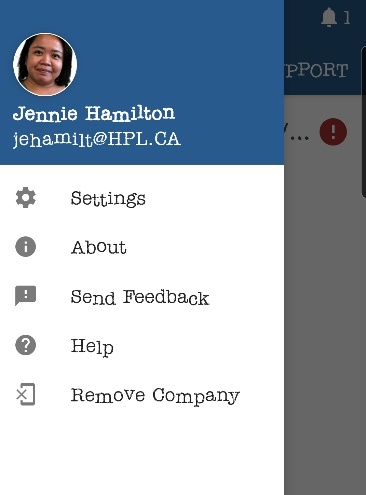 1
PPORT
Jennie Hamilton
jehamilt@HPL.CA
...
Settings
About
Send Feedback
Help
Remove Company